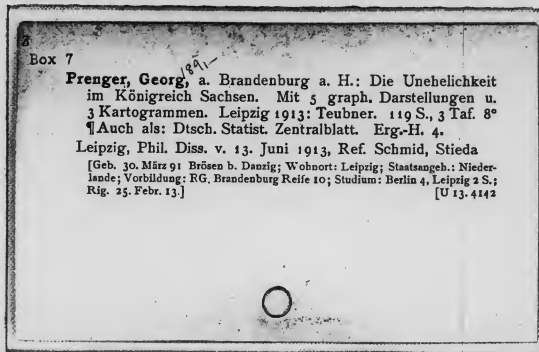 Box 7
Prenger, Georg, 1891- a. Brandenburg a. H.: Die Unehelichkeit
im Königreich Sachsen. Mit 5 graph. Darstellungen u.
3 Kartogrammen. Leipzig 1913: Teubner. 119 S., 3 Taf. 8°
¶Auch als: Dtsch. Statist. Zentralblatt. Erg.-H. 4.
Leipzig, Phil. Diss. v. 13. Juni 1913, Ref. Schmid, Stieda
[Geb. 30. März 91 Brösen b. Danzig; Wohnort: Leipzig; Staatsangeh.: Nieder-
lande; Vorbildung: RG. Brandenburg Reife 10; Studium: Berlin 4, Leipzig 2 S.;
Rig. 25. Febr. 13.] [U 13. 4142